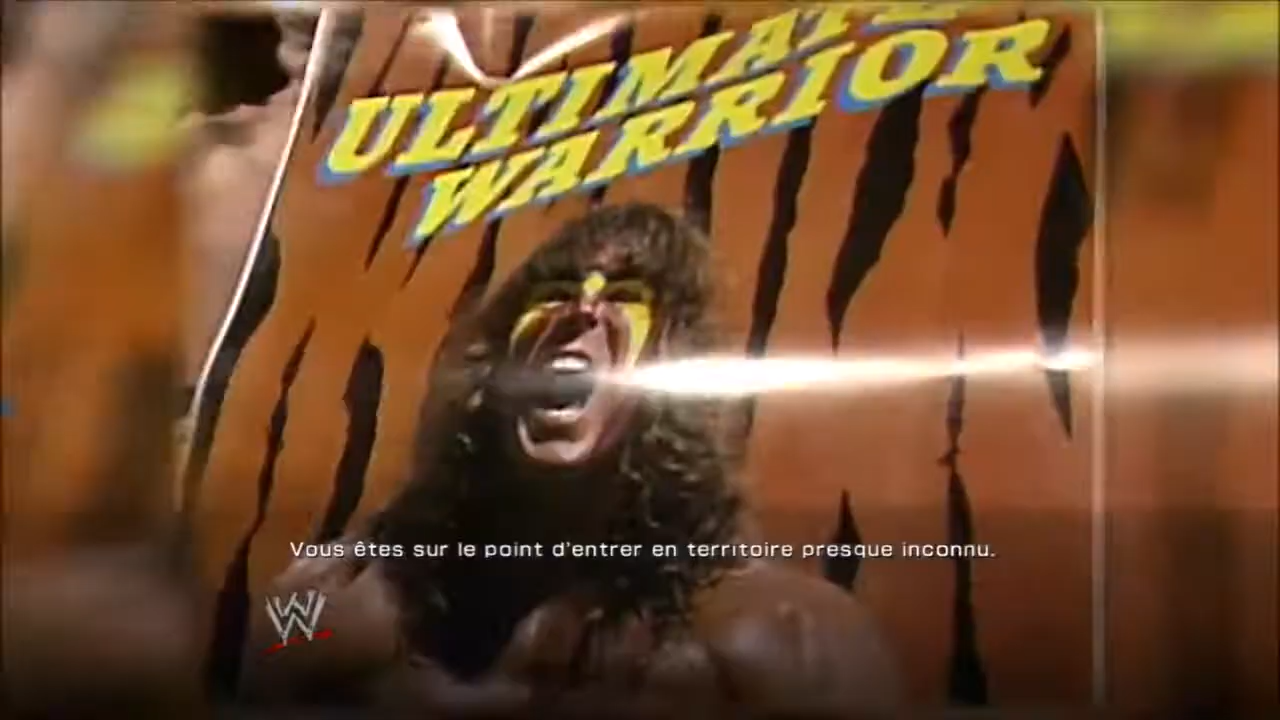 ULTIMATE
WARRIOR
Vous êtes sur le point d'entrer en territoire presque inconnu.
W